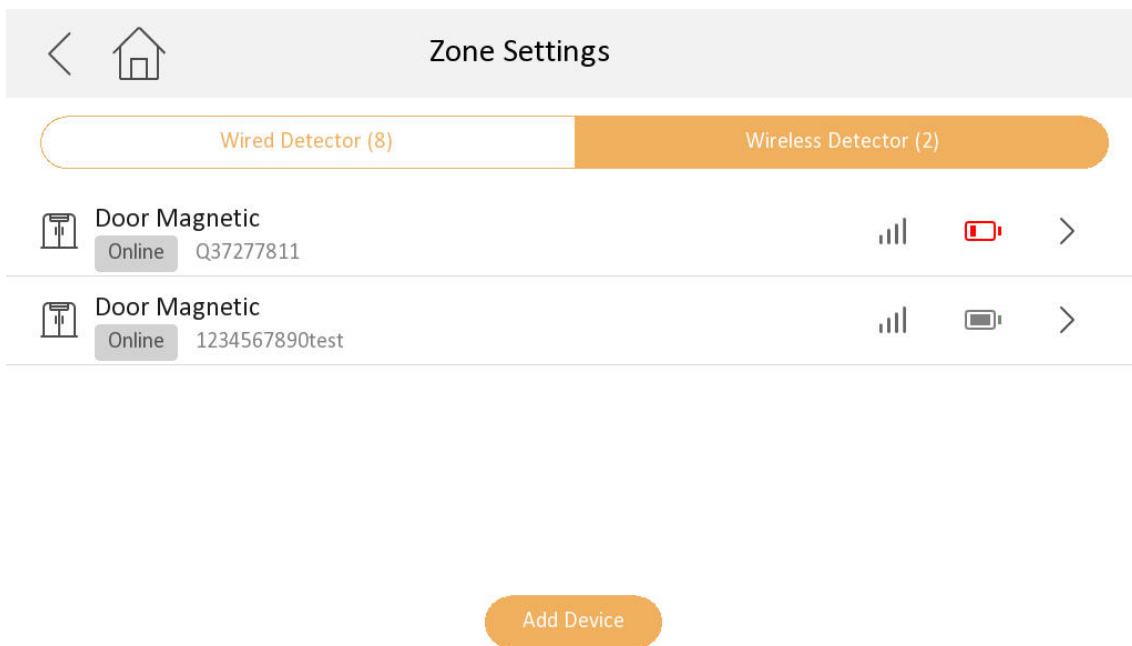 Zone Settings
Wired Detector (8)
Wireless Detector (2)
Door Magnetic
Online Q37277811
Door Magnetic
Online 1234567890test
Add Device